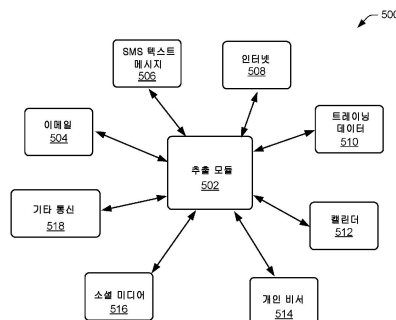 500
SMS 텍스트
메시지
506
인터넷
508
이메일
504
트레이닝
데이터
510
추출 모듈
502
기타 통신
518
캘린더
512
소셜 미디어
516
개인 비서
514